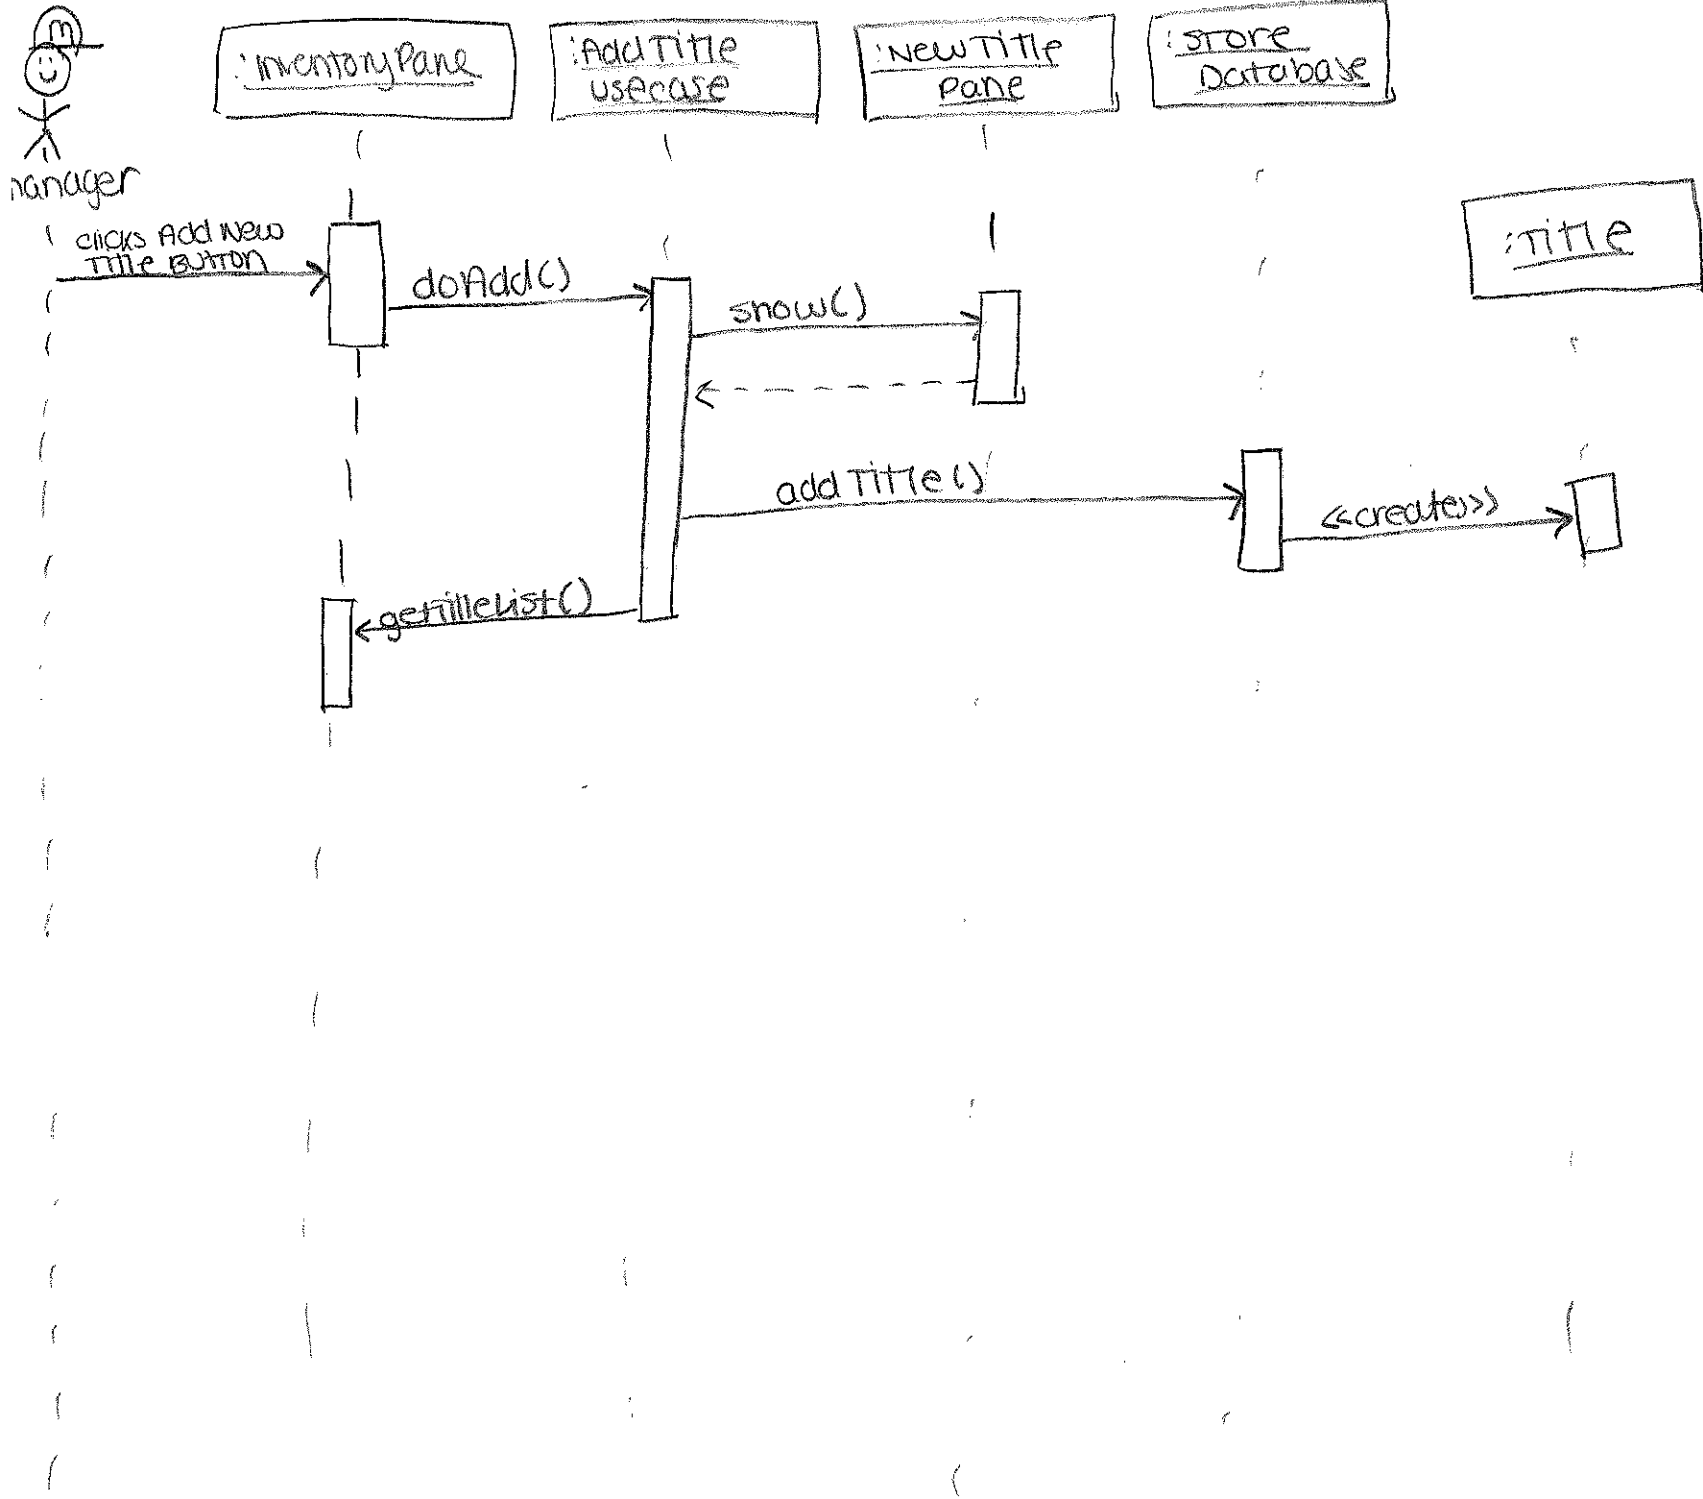 m
manager
:InventoryPane
:AddTitle
usecase
:NewTitle
Pane
:Store
Database
:Title
clicks Add New
Title Button
doAdd()
show()
addTitle()
<<create>>
getTitleList()